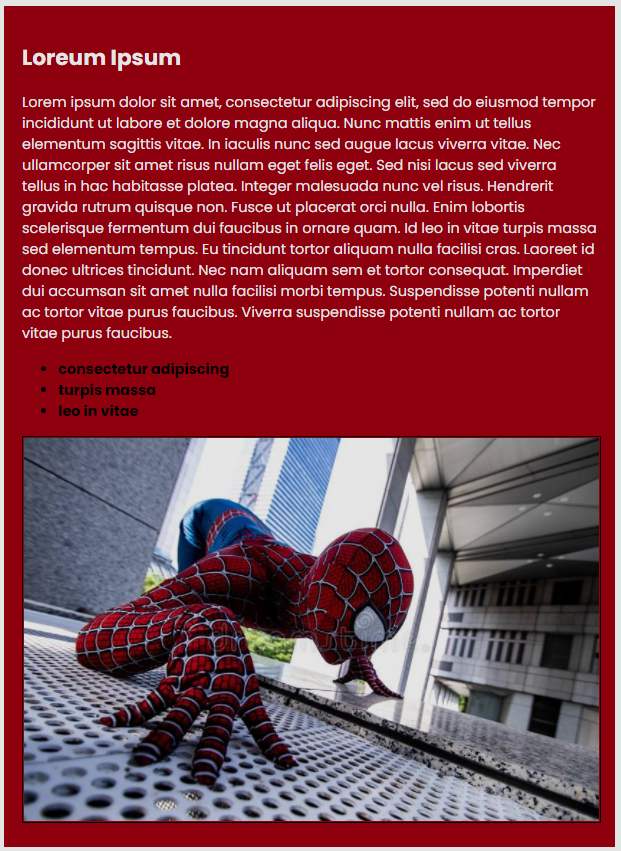 Loreum Ipsum
Lorem ipsum dolor sit amet, consectetur adipiscing elit, sed do eiusmod tempor
incididunt ut labore et dolore magna aliqua. Nunc mattis enim ut tellus
elementum sagittis vitae. In iaculis nunc sed augue lacus viverra vitae. Nec
ullamcorper sit amet risus nullam eget felis eget. Sed nisi lacus sed viverra
tellus in hac habitasse platea. Integer malesuada nunc vel risus. Hendrerit
gravida rutrum quisque non. Fusce ut placerat orci nulla. Enim lobortis
scelerisque fermentum dui faucibus in ornare quam. Id leo in vitae turpis massa
sed elementum tempus. Eu tincidunt tortor aliquam nulla facilisi cras. Laoreet id
donec ultrices tincidunt. Nec nam aliquam sem et tortor consequat. Imperdiet
dui accumsan sit amet nulla facilisi morbi tempus. Suspendisse potenti nullam
ac tortor vitae purus faucibus. Viverra suspendisse potenti nullam ac tortor
vitae purus faucibus.
• consectetur adipiscing
• turpis massa
• leo in vitae